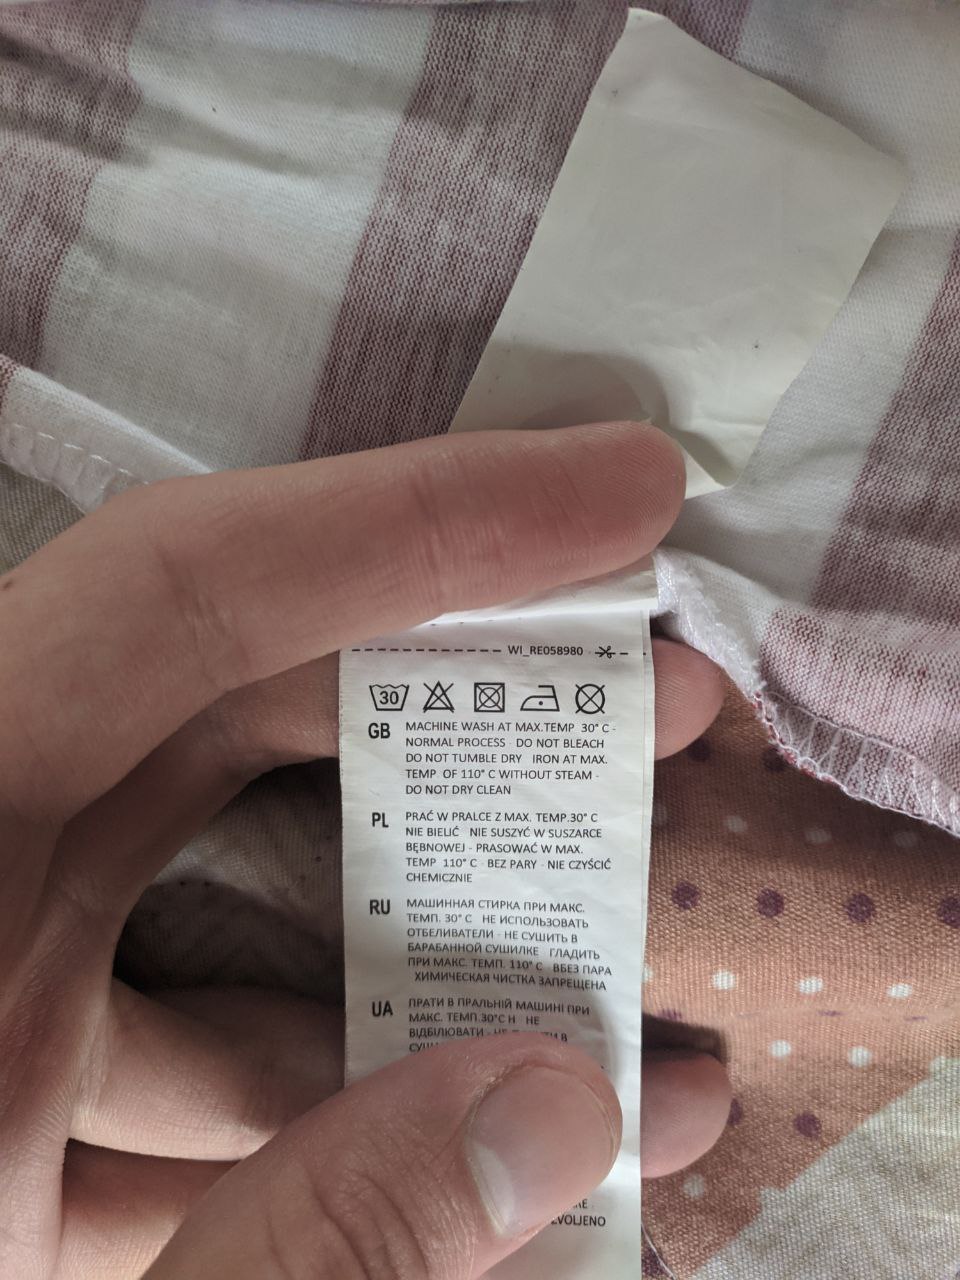 WI_RE058980
30
GB
MACHINE WASH AT MAX.TEMP 30° C -
NORMAL PROCESS - DO NOT BLEACH
DO NOT TUMBLE DRY IRON AT MAX.
TEMP OF 110° C WITHOUT STEAM -
DO NOT DRY CLEAN
PL
PRAĆ W PRALCE Z MAX. TEMP.30° C
NIE BIELIĆ NIE SUSZYĆ W SUSZARCE
BĘBNOWEJ - PRASOWAĆ W MAX.
TEMP 110° C - BEZ PARY - NIE CZYŚCIĆ
CHEMICZNIE
RU
МАШИННАЯ СТИРКА ПРИ МАКС.
ТЕМП. 30° С НЕ ИСПОЛЬЗОВАТЬ
ОТБЕЛИВАТЕЛИ - НЕ СУШИТЬ В
БАРАБАННОЙ СУШИЛКЕ ГЛАДИТЬ
ПРИ МАКС. ТЕМП. 110° С ВБЕЗ ПАРА
ХИМИЧЕСКАЯ ЧИСТКА ЗАПРЕЩЕНА
UA
ПРАТИ В ПРАЛЬНІЙ МАШИНІ ПРИ
МАКС. ТЕМП.30°С Н НЕ
ВІДБІЛЮВАТИ -